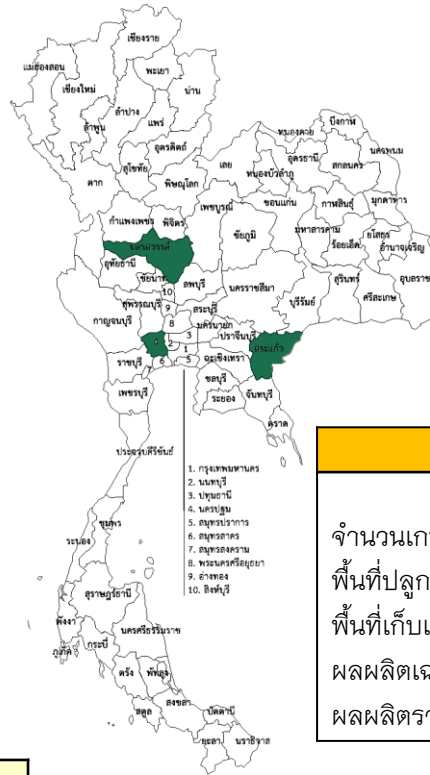 เชียงราย
แม่ฮ่องสอน
พะเยา
เชียงใหม่
น่าน
ลำปาง
ลำพูน
แพร่
อุตรดิตถ์
สุโขทัย
ตาก
พิษณุโลก
เลย
หนองคาย
บึงกาฬ
นครพนม
อุดรธานี
สกลนคร
หนองบัวลำภู
กำแพงเพชร
พิจิตร
เพชรบูรณ์
ขอนแก่น
กาฬสินธุ์
มุกดาหาร
มหาสารคาม
ร้อยเอ็ด
ยโสธร
อำนาจเจริญ
นครสวรรค์
ชัยภูมิ
อุทัยธานี
ชัยนาท
ลพบุรี
นครราชสีมา
บุรีรัมย์
สุรินทร์
ศรีสะเกษ
อุบลราช
10
สุพรรณบุรี
9
สระบุรี
8
นครนายก
กาญจนบุรี
3
ปราจีนบุรี
สระแก้ว
4
2
1
ราชบุรี
6
5
ฉะเชิงเทรา
7
ชลบุรี
เพชรบุรี
ระยอง
จันทบุรี
ตราด
ประจวบคีรีขันธ์
1. กรุงเทพมหานคร
2. นนทบุรี
3. ปทุมธานี
4. นครปฐม
5. สมุทรปราการ
6. สมุทรสาคร
7. สมุทรสงคราม
8. พระนครศรีอยุธยา
9. อ่างทอง
10. สิงห์บุรี
ชุมพร
ระนอง
สุราษฎร์ธานี
พังงา
ภูเก็ต
กระบี่
นครศรีธรรมราช
ตรัง
พัทลุง
สตูล
สงขลา
ปัตตานี
ยะลา
นราธิวาส
จำนวนเก
พื้นที่ปลูก
พื้นที่เก็บเ
ผลผลิตเฉ
ผลผลิตรา